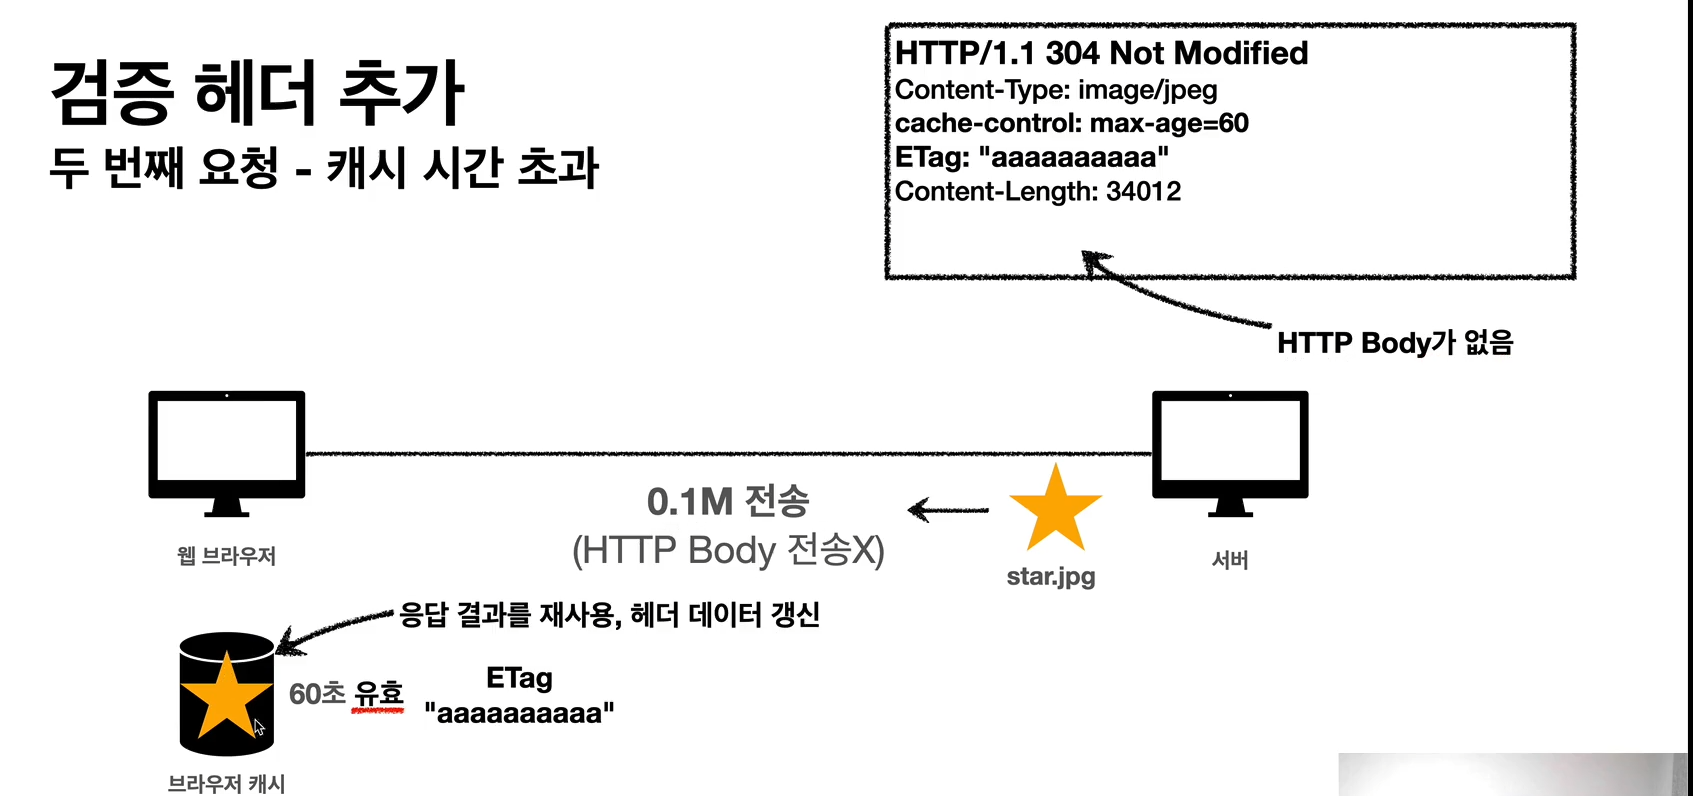 검증 헤더 추가
두 번째 요청 - 캐시 시간 초과
HTTP/1.1 304 Not Modified
Content-Type: image/jpeg
cache-control: max-age=60
ETag: "aaaaaaaaaa"
Content-Length: 34012
HTTP Body가 없음
0.1M 전송
(HTTP Body 전송X)
웹 브라우저
star.jpg
서버
응답 결과를 재사용, 헤더 데이터 갱신
60초 유효
ETag
"aaaaaaaaaa"
브라우저 캐시